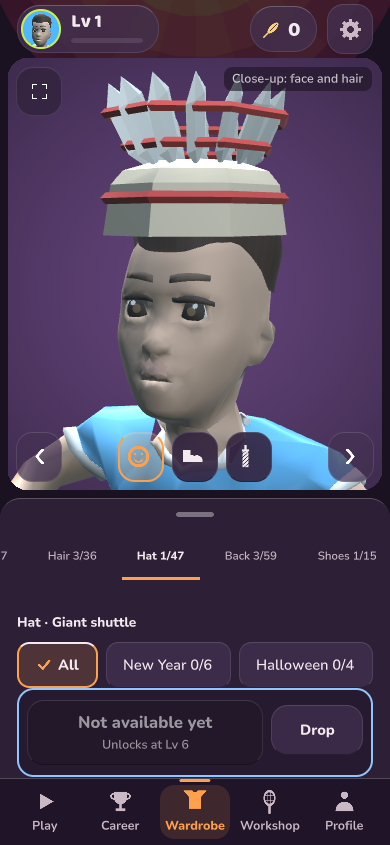 Lv 1
0
Close-up: face and hair
7
Hair 3/36
Hat 1/47
Back 3/59
Shoes 1/15
Hat · Giant shuttle
All
New Year 0/6
Halloween 0/4
Not available yet
Unlocks at Lv 6
Drop
Play
Career
Wardrobe
Workshop
Profile